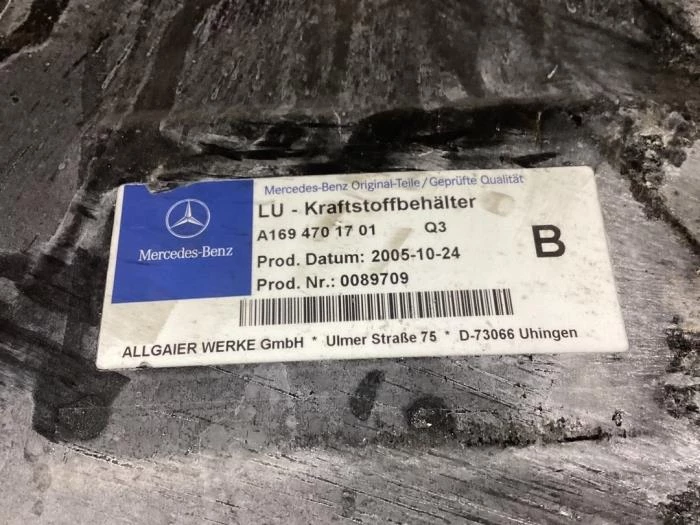 Mercedes-Benz
Mercedes-Benz Original-Teile/Geprüfte Qualität
LU - Kraftstoffbehälter
A169 470 17 01 Q3
Prod. Datum: 2005-10-24
Prod. Nr.: 0089709
B
ALLGAIER WERKE GmbH * Ulmer Straße 75 * D-73066 Uhingen